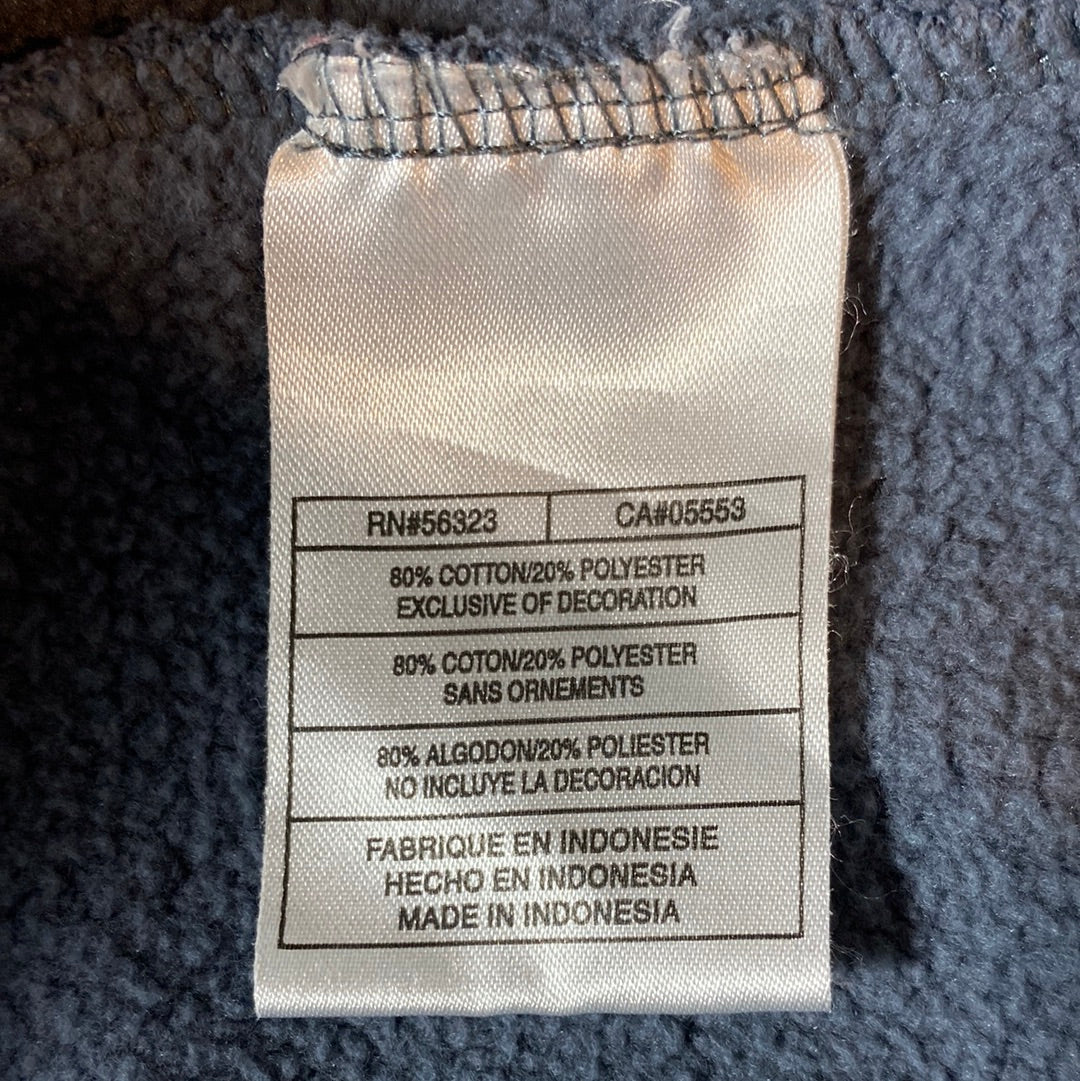 RN#56323 CA#05553
80% COTTON/20% POLYESTER
EXCLUSIVE OF DECORATION
80% COTON/20% POLYESTER
SANS ORNEMENTS
80% ALGODON/20% POLIESTER
NO INCLUYE LA DECORACION
FABRIQUE EN INDONESIE
HECHO EN INDONESIA
MADE IN INDONESIA